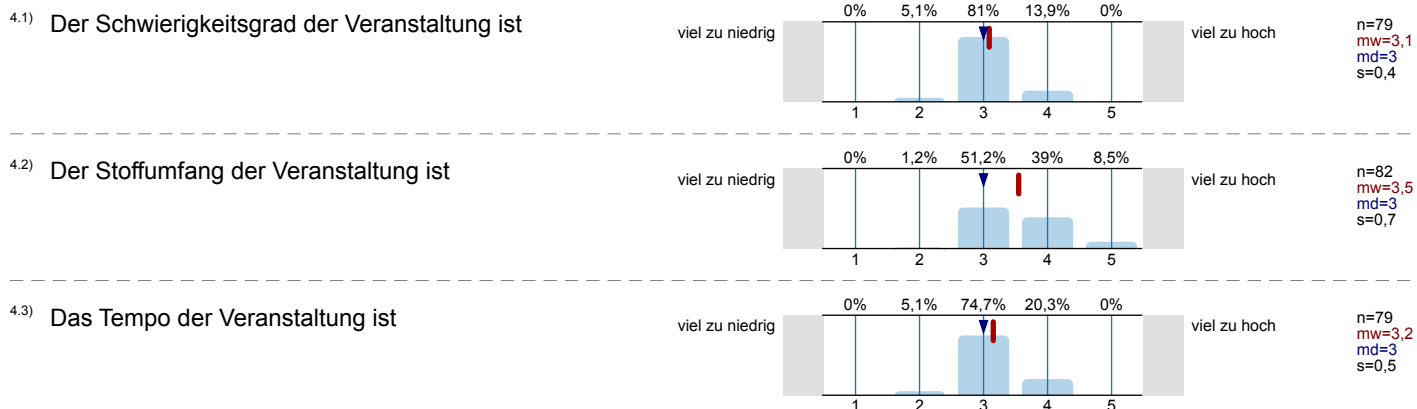 4.1) Der Schwierigkeitsgrad der Veranstaltung ist
viel zu niedrig
0% 5,1% 81% 13,9% 0%
1 2 3 4 5
viel zu hoch
n=79
mw=3,1
md=3
s=0,4
4.2) Der Stoffumfang der Veranstaltung ist
viel zu niedrig
0% 1,2% 51,2% 39% 8,5%
1 2 3 4 5
viel zu hoch
n=82
mw=3,5
md=3
s=0,7
4.3) Das Tempo der Veranstaltung ist
viel zu niedrig
0% 5,1% 74,7% 20,3% 0%
1 2 3 4 5
viel zu hoch
n=79
mw=3,2
md=3
s=0,5